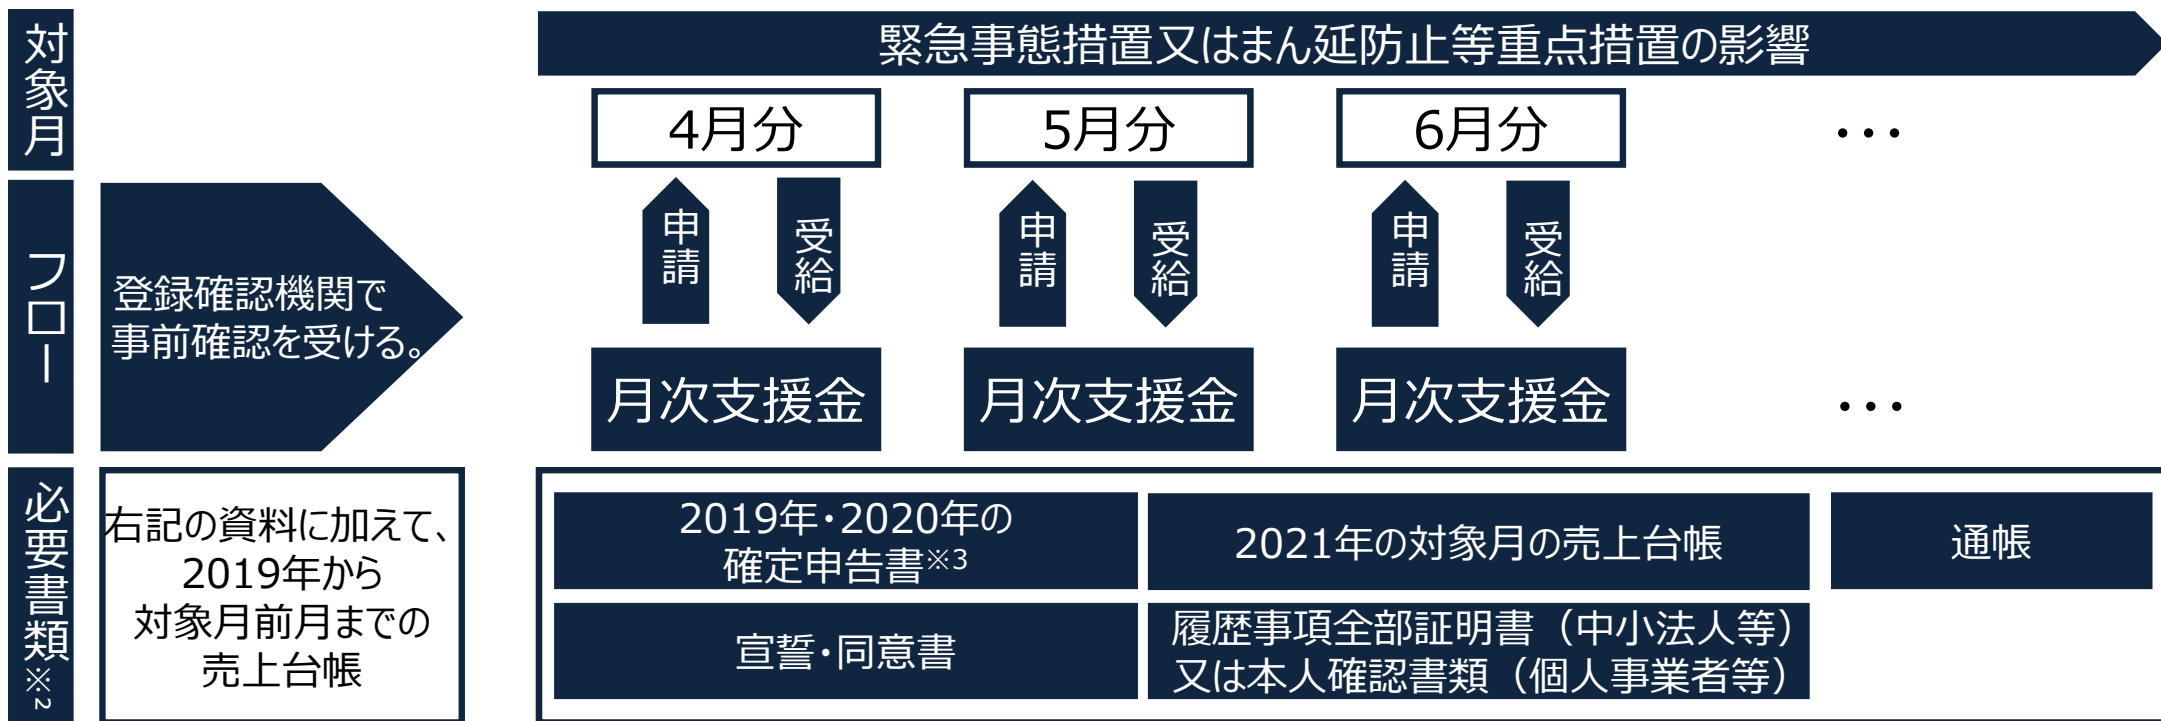 対象月
緊急事態措置又はまん延防止等重点措置の影響
4月分
5月分
6月分
・・・
フロー
登録確認機関で
事前確認を受ける。
申請
受給
申請
受給
申請
受給
月次支援金
月次支援金
月次支援金
・・・
必要書類※2
右記の資料に加えて、
2019年から
対象月前月までの
売上台帳
2019年・2020年の
確定申告書※3
2021年の対象月の売上台帳
通帳
宣誓・同意書
履歴事項全部証明書（中小法人等）
又は本人確認書類（個人事業者等）